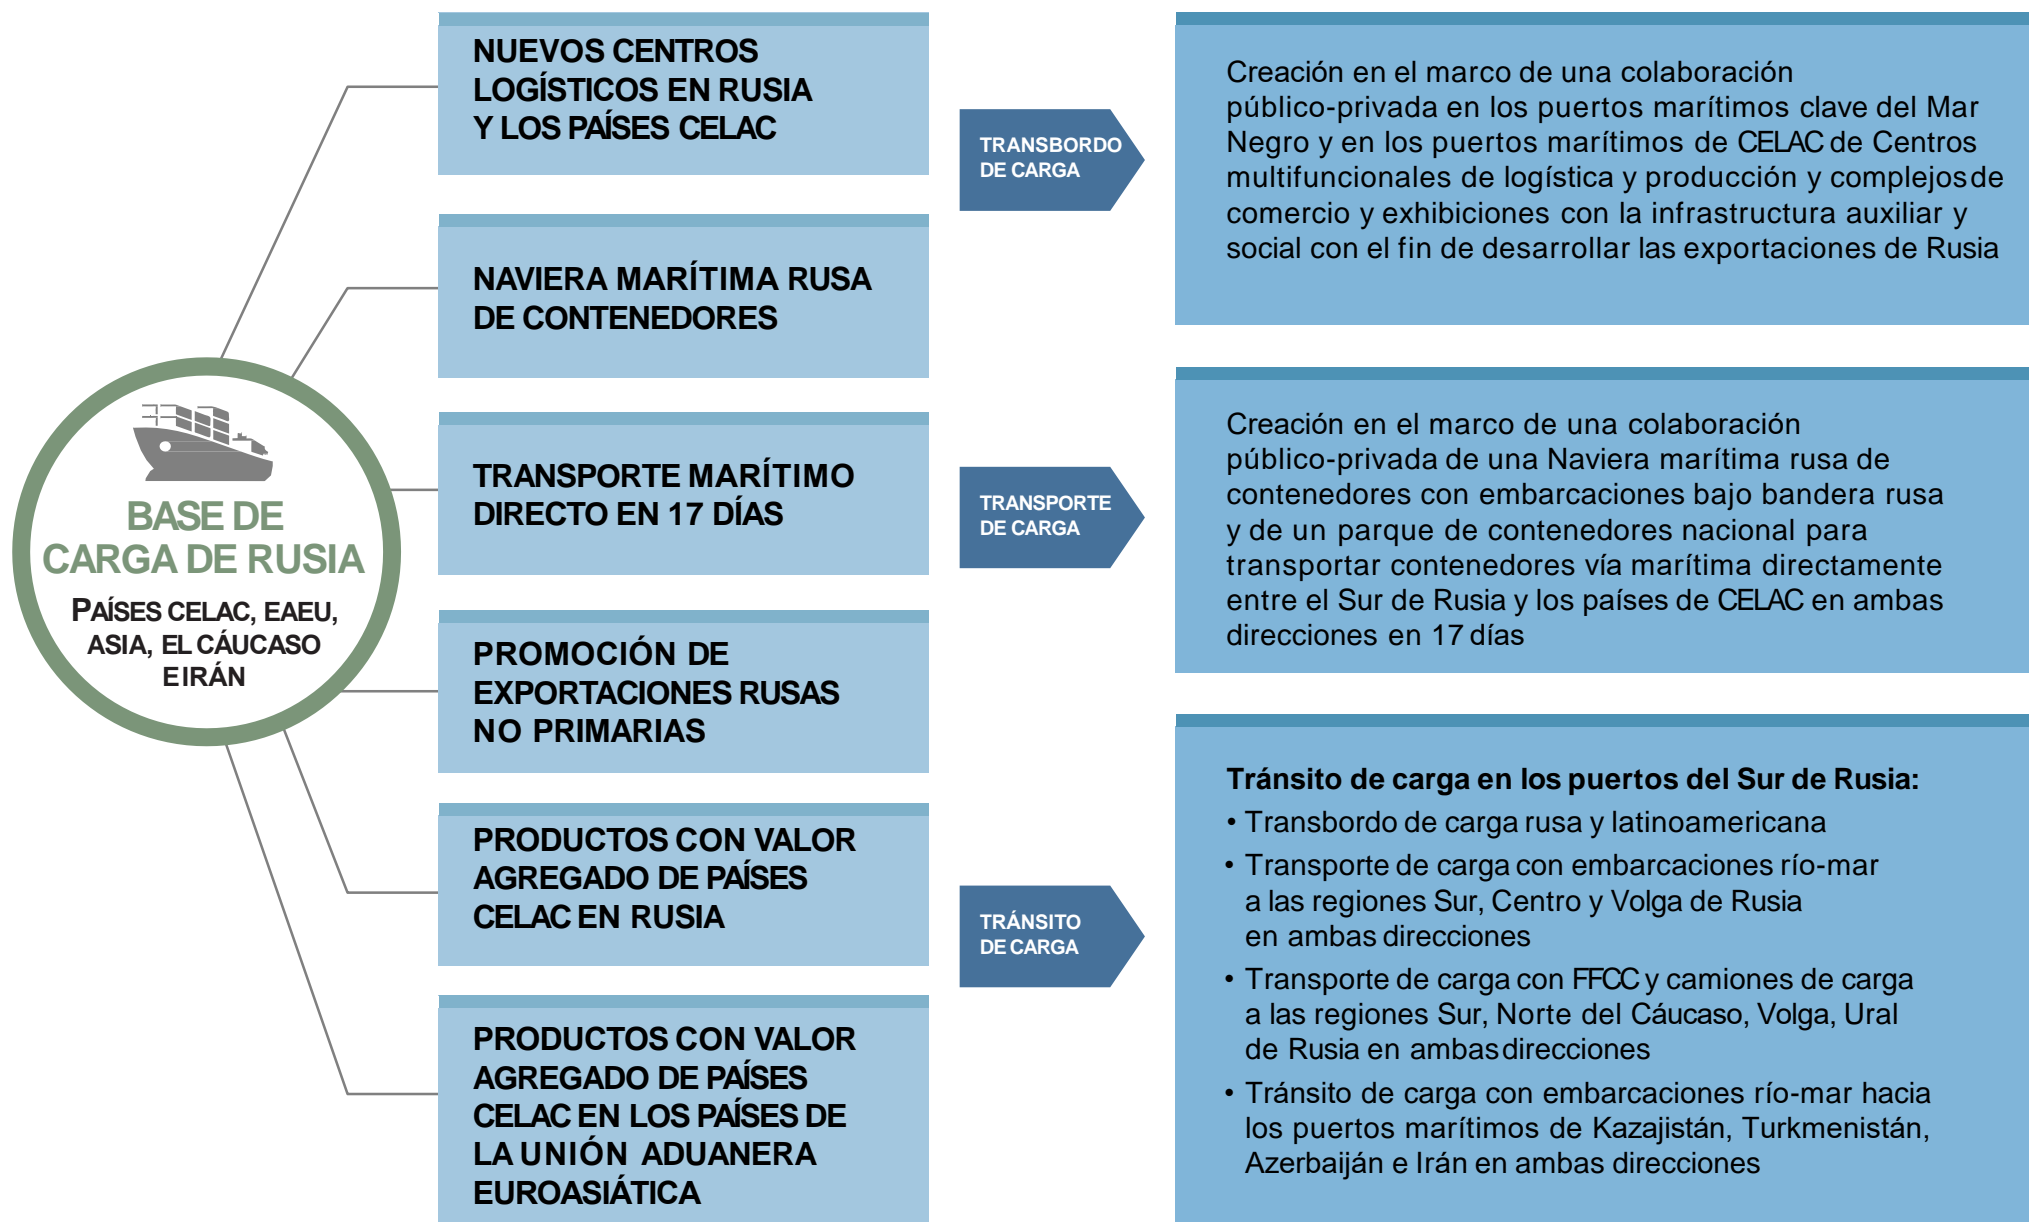 BASE DE
CARGA DE RUSIA
PAÍSES CELAC, EAEU,
ASIA, EL CÁUCASO
E IRÁN
NUEVOS CENTROS
LOGÍSTICOS EN RUSIA
Y LOS PAÍSES CELAC
NAVIERA MARÍTIMA RUSA
DE CONTENEDORES
TRANSPORTE MARÍTIMO
DIRECTO EN 17 DÍAS
PROMOCIÓN DE
EXPORTACIONES RUSAS
NO PRIMARIAS
PRODUCTOS CON VALOR
AGREGADO DE PAÍSES
CELAC EN RUSIA
PRODUCTOS CON VALOR
AGREGADO DE PAÍSES
CELAC EN LOS PAÍSES DE
LA UNIÓN ADUANERA
EUROASIÁTICA
TRANSBORDO
DE CARGA
Creación en el marco de una colaboración
público-privada en los puertos marítimos clave del Mar
Negro y en los puertos marítimos de CELAC de Centros
multifuncionales de logística y producción y complejos de
comercio y exhibiciones con la infrastructura auxiliar y
social con el fin de desarrollar las exportaciones de Rusia
TRANSPORTE
DE CARGA
Creación en el marco de una colaboración
público-privada de una Naviera marítima rusa de
contenedores con embarcaciones bajo bandera rusa
y de un parque de contenedores nacional para
transportar contenedores vía marítima directamente
entre el Sur de Rusia y los países de CELAC en ambas
direcciones en 17 días
TRÁNSITO
DE CARGA
Tránsito de carga en los puertos del Sur de Rusia:
• Transbordo de carga rusa y latinoamericana
• Transporte de carga con embarcaciones río-mar
a las regiones Sur, Centro y Volga de Rusia
en ambas direcciones
• Transporte de carga con FFCC y camiones de carga
a las regiones Sur, Norte del Cáucaso, Volga, Ural
de Rusia en ambas direcciones
• Tránsito de carga con embarcaciones río-mar hacia
los puertos marítimos de Kazajistán, Turkmenistán,
Azerbaiján e Irán en ambas direcciones